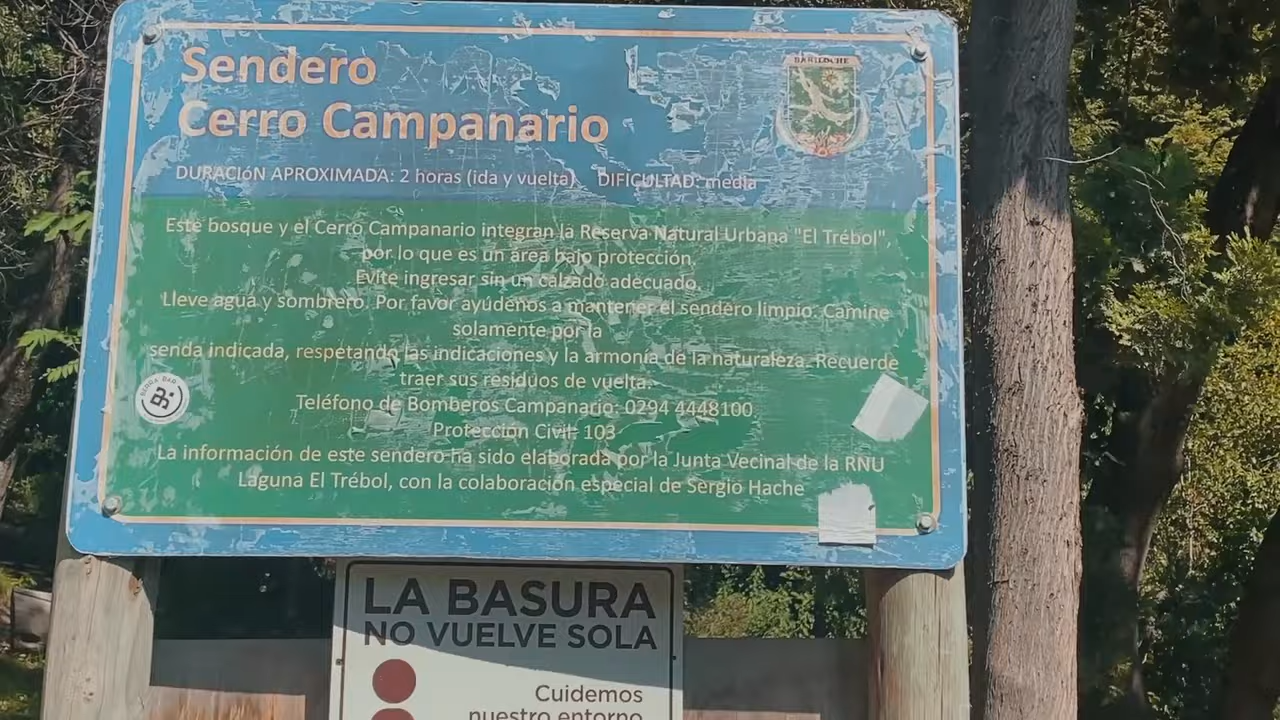 Sendero
Cerro Campanario
BARILOCHE
DURACIóN APROXIMADA: 2 horas (ida y vuelta) DIFICULTAD: media
Este bosque y el Cerro Campanario integran la Reserva Natural Urbana "El Trébol",
por lo que es un área bajo protección.
Evite ingresar sin un calzado adecuado.
Lleve agua y sombrero. Por favor ayúdenos a mantener el sendero limpio. Camine
solamente por la
senda indicada, respetando las indicaciones y la armonía de la naturaleza. Recuerde
traer sus residuos de vuelta.
Teléfono de Bomberos Campanario: 0294 4448100.
Protección Civil: 103
La información de este sendero ha sido elaborada por la Junta Vecinal de la RNU
Laguna El Trébol, con la colaboración especial de Sergio Hache
LA BASURA
NO VUELVE SOLA
Cuidemos
nuestro entorno